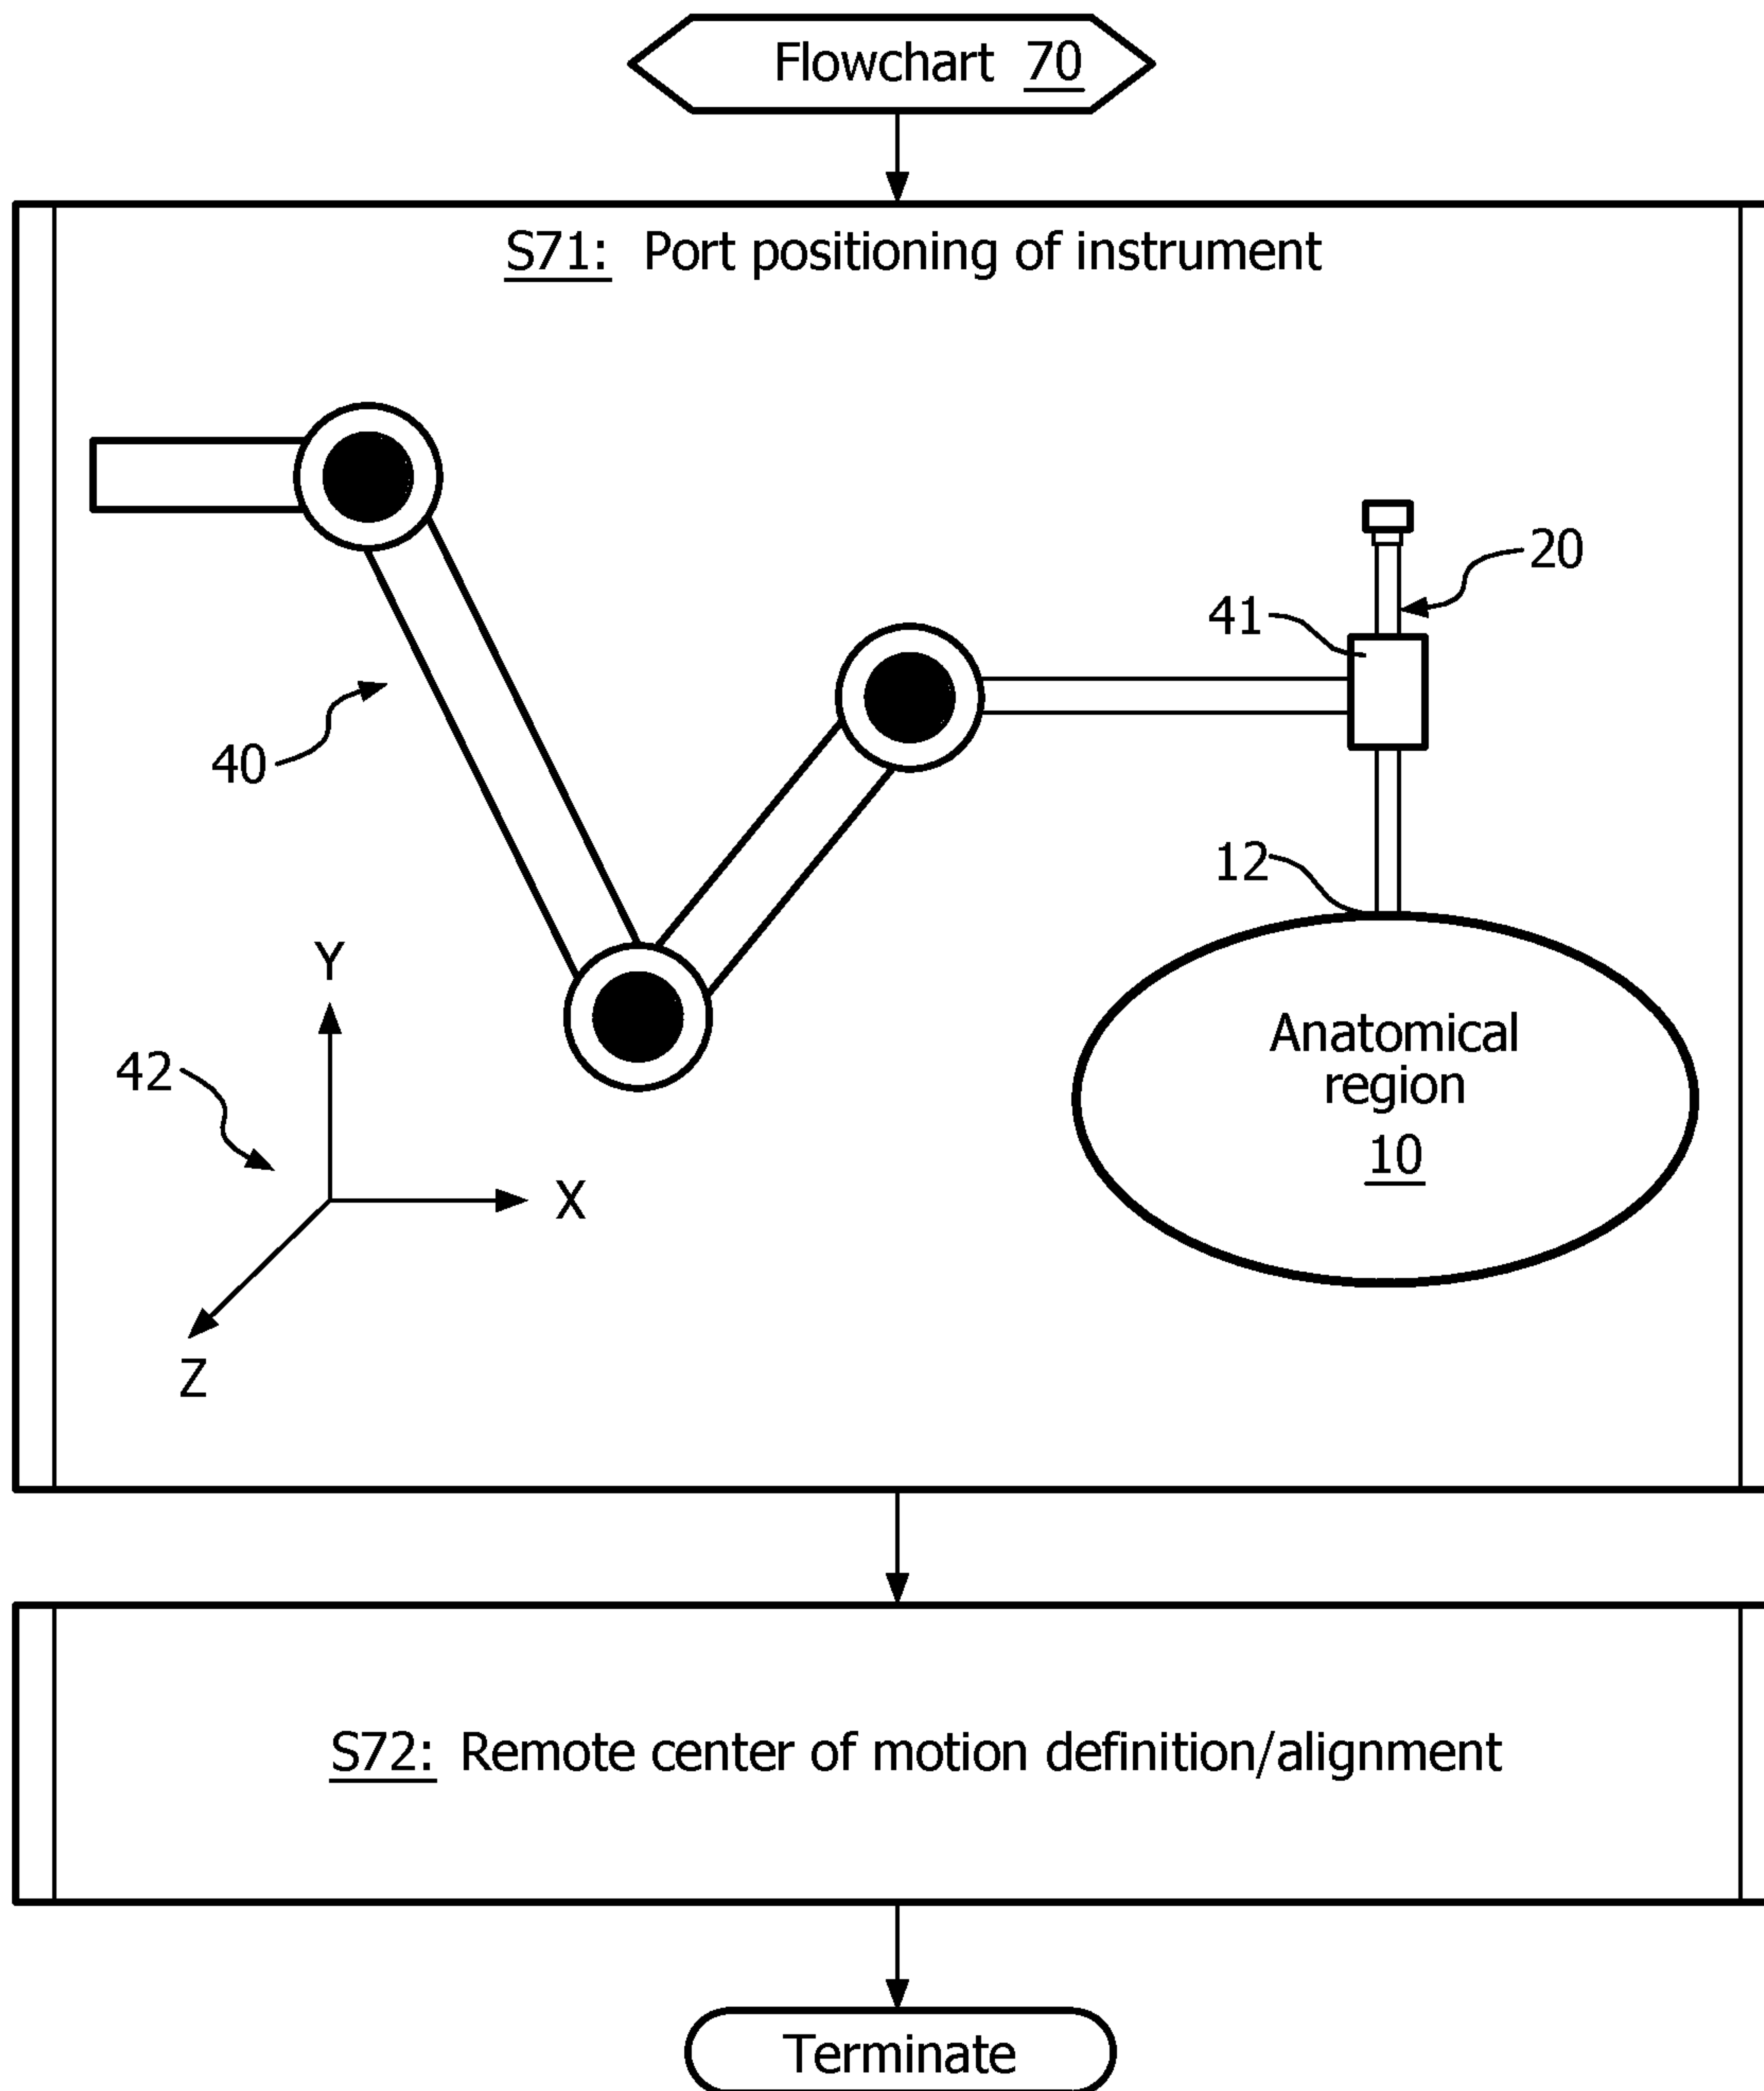 Flowchart 70
S71: Port positioning of instrument
20
41
40
12
Y
42
X
Z
Anatomical
region
10
S72: Remote center of motion definition/alignment
Terminate